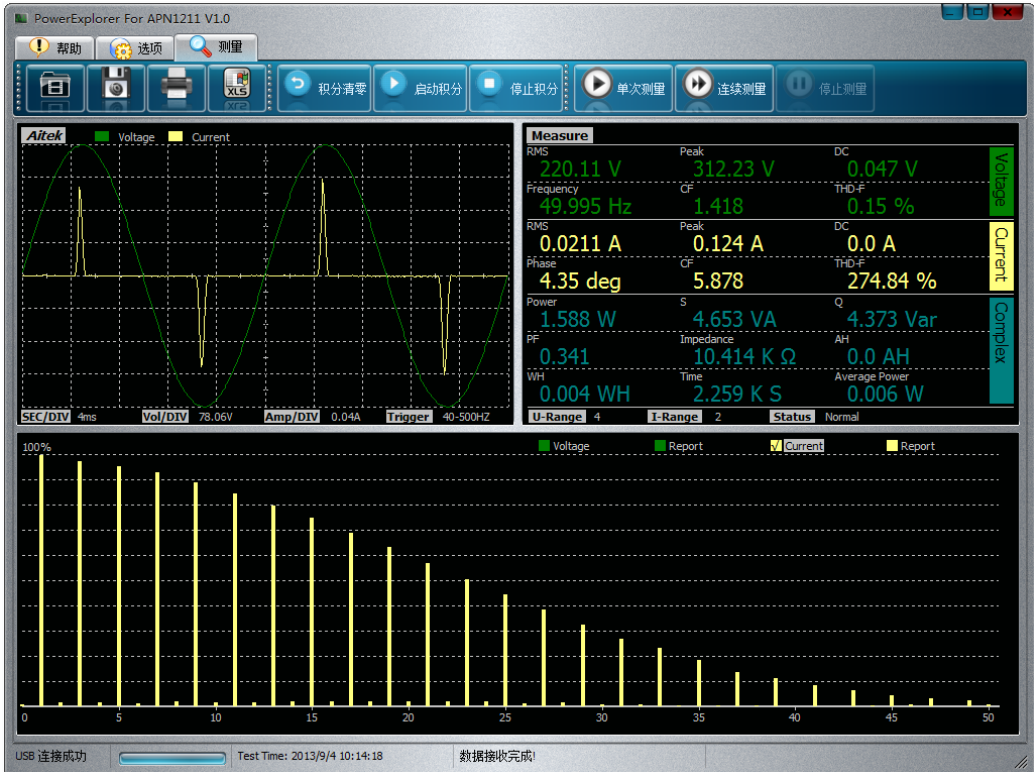 PowerExplorer For APN1211 V1.0
帮助 选项 测量
XLS 积分清零 启动积分 停止积分 单次测量 连续测量 停止测量
Aitek Voltage Current
SEC/DIV 4ms Vol/DIV 78.06V Amp/DIV 0.04A Trigger 40-500HZ
Measure
RMS Peak DC
220.11 V 312.23 V 0.047 V
Frequency CF THD-F
49.995 Hz 1.418 0.15 %
Voltage
RMS Peak DC
0.0211 A 0.124 A 0.0 A
Phase CF THD-F
4.35 deg 5.878 274.84 %
Current
Power S Q
1.588 W 4.653 VA 4.373 Var
PF Impedance AH
0.341 10.414 K Ω 0.0 AH
WH Time Average Power
0.004 WH 2.259 K S 0.006 W
Complex
U-Range 4 I-Range 2 Status Normal
100% Voltage Report √ Current Report
0 5 10 15 20 25 30 35 40 45 50
USB 连接成功 Test Time: 2013/9/4 10:14:18 数据接收完成!